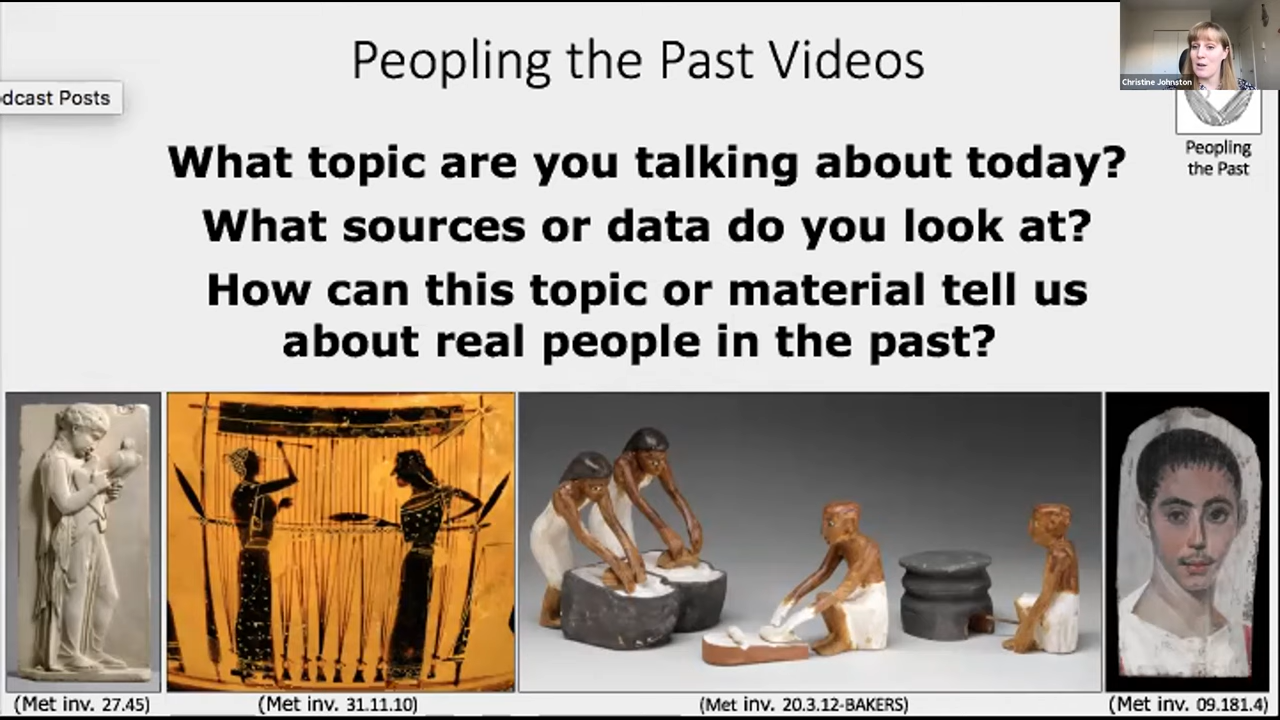 Peopling the Past Videos
Christine Johnston
dcast Posts
Peopling
the Past
What topic are you talking about today?
What sources or data do you look at?
How can this topic or material tell us
about real people in the past?
(Met inv. 27.45)
(Met inv. 31.11.10)
(Met inv. 20.3.12-BAKERS)
(Met inv. 09.181.4)